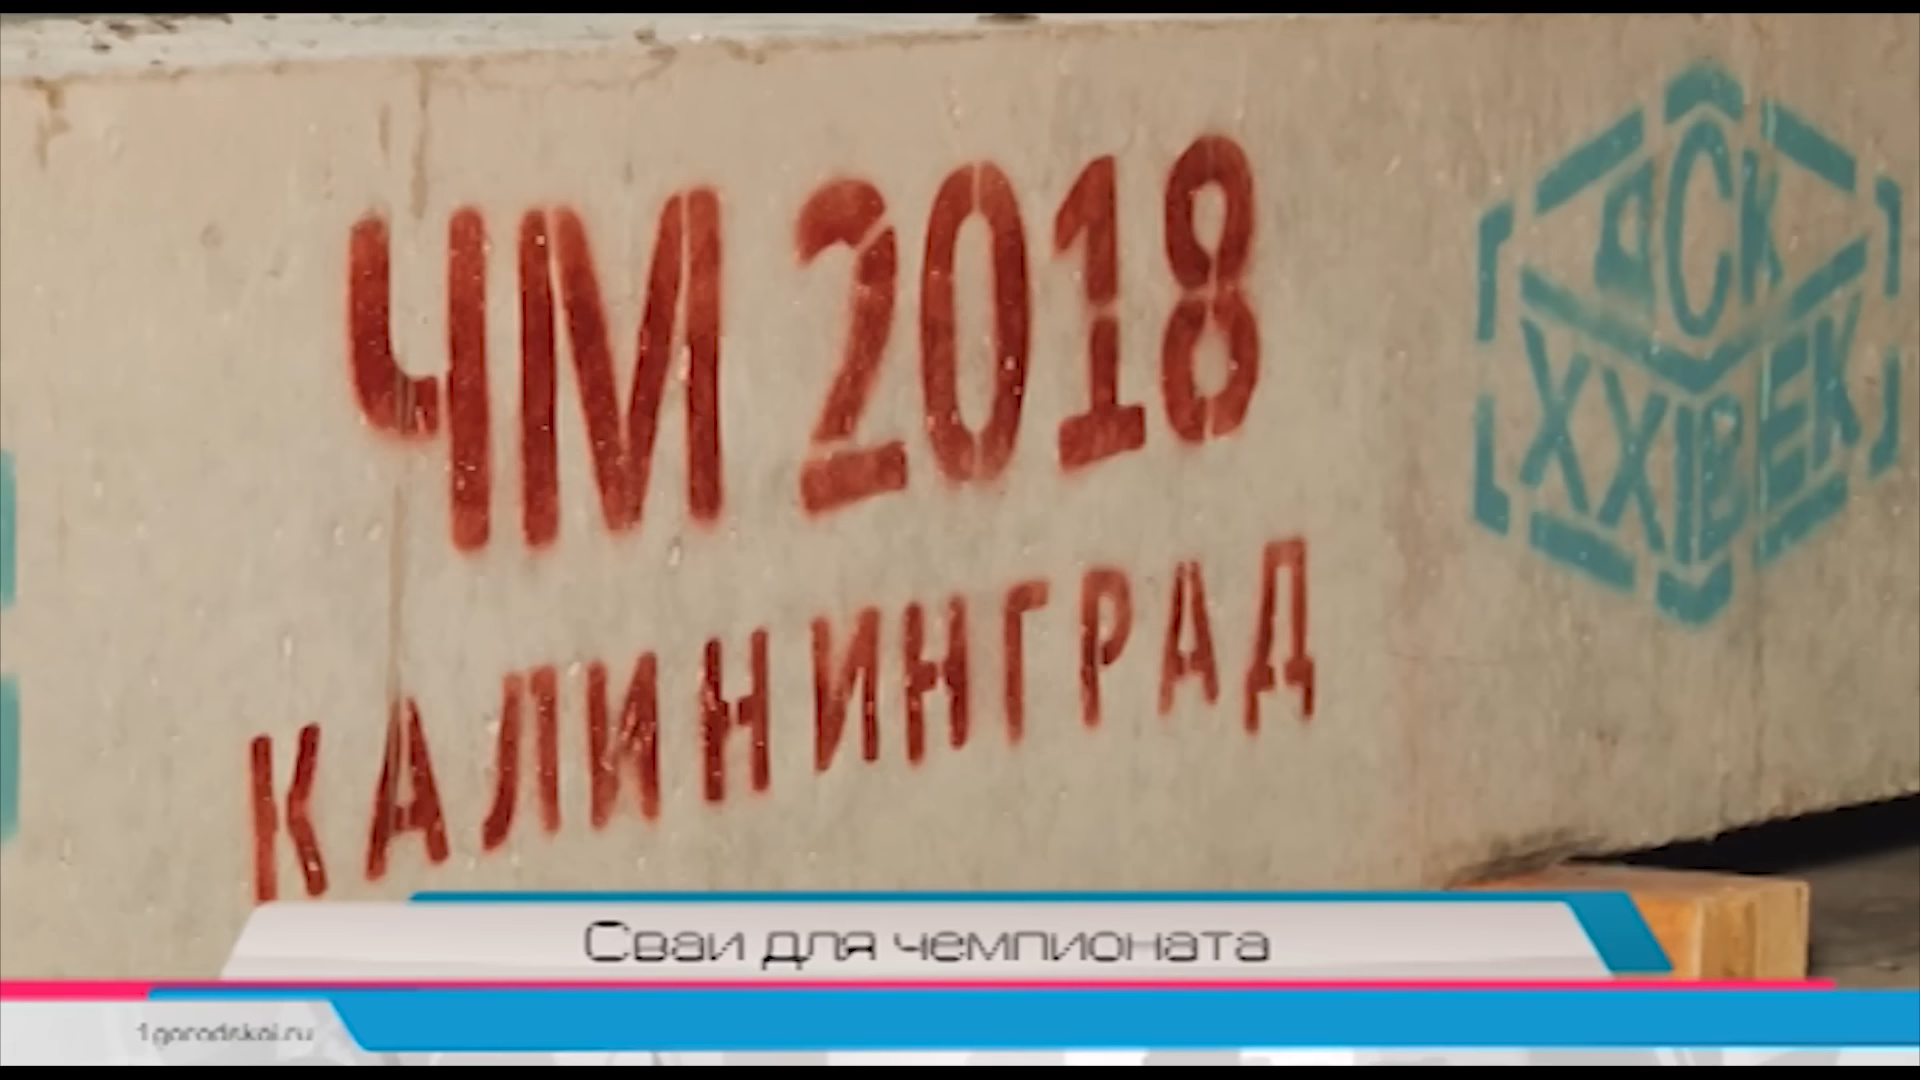 ЧМ 2018
КАЛИНИНГРАД
ДСК
XXI ВЕК
Сваи для чемпионата
1gorodskoi.ru